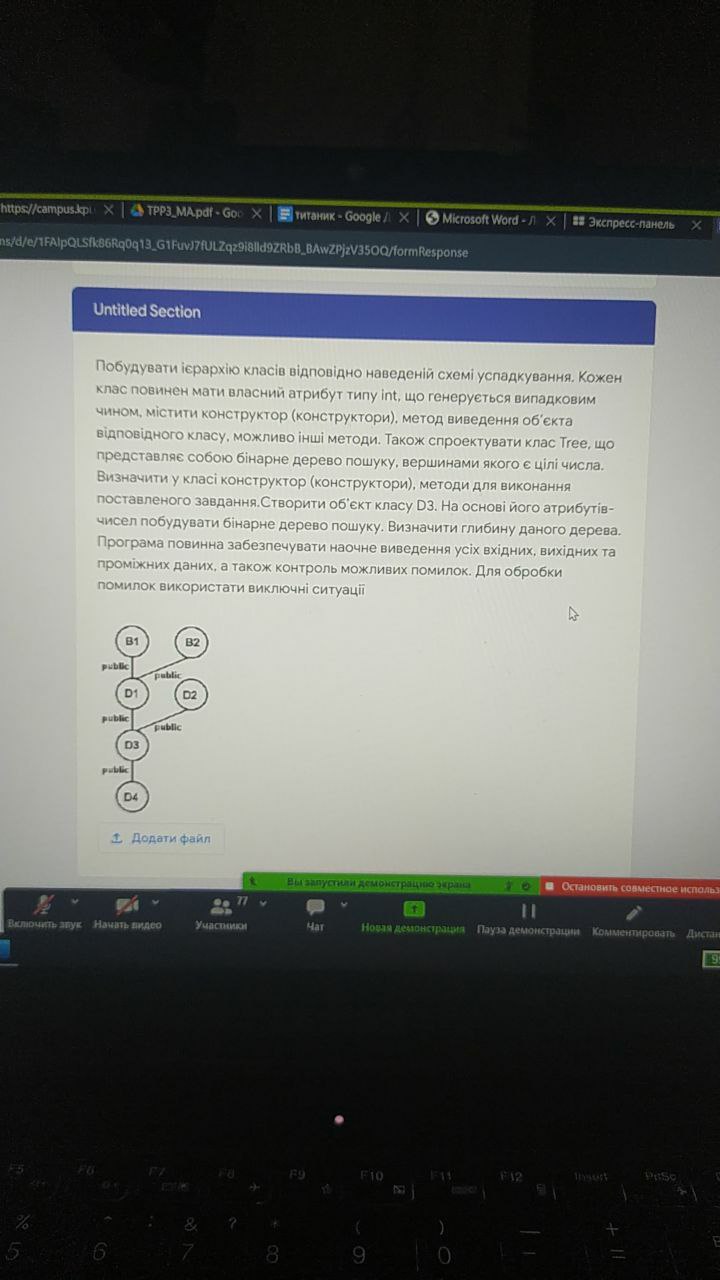 https://campus.kpi
TPP3_MA.pdf - Goo
титаник - Google Д
Microsoft Word - Л
Экспресс-панель
ns/d/e/1FAIpQLSfk86Rq0q13_G1FuvJ7fULZqz9i8lld9ZRbB_BAwZPjzV35OQ/formResponse
Untitled Section
Побудувати ієрархію класів відповідно наведеній схемі успадкування. Кожен
клас повинен мати власний атрибут типу int, що генерується випадковим
чином, містити конструктор (конструктори), метод виведення об'єкта
відповідного класу, можливо інші методи. Також спроектувати клас Tree, що
представляє собою бінарне дерево пошуку, вершинами якого є цілі числа.
Визначити у класі конструктор (конструктори), методи для виконання
поставленого завдання.Створити об'єкт класу D3. На основі його атрибутів-
чисел побудувати бінарне дерево пошуку. Визначити глибину даного дерева.
Програма повинна забезпечувати наочне виведення усіх вхідних, вихідних та
проміжних даних, а також контроль можливих помилок. Для обробки
помилок використати виключні ситуації
B1 B2
public public
D1 D2
public public
D3
public
D4
Додати файл
Вы запустили демонстрацию экрана
Остановить совместное использ
77
Включить звук
Начать видео
Участники
Чат
Новая демонстрация
Пауза демонстрации
Комментировать
Дистан
F5 F6 F7 F8 F9 F10 F11 F12 Insert PrtSc
% ^ : & ? * ( ) — +
5 6 7 8 9 0 - =